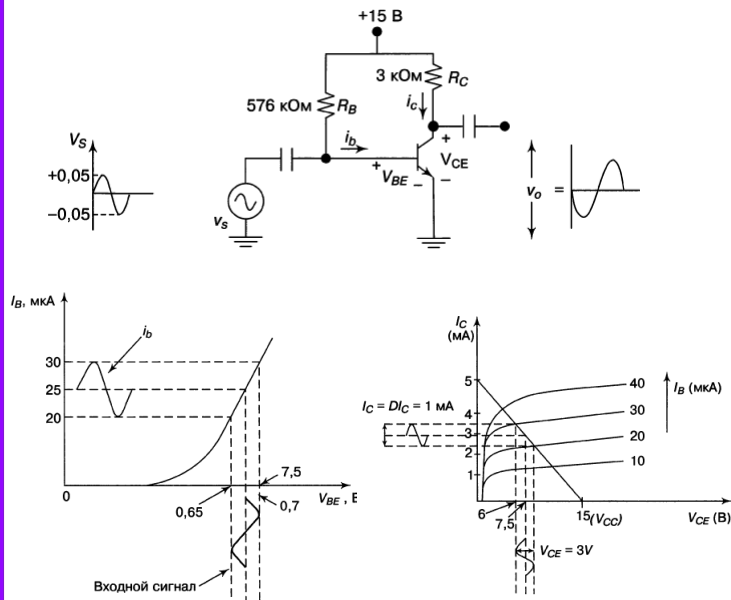 +15 В
3 кОм
R_C
576 кОм
R_B
i_c
i_b
+
V_CE
V_BE
+
–
–
V_S
+0,05
–0,05
v_s
v_o =
I_B, мкА
i_b
30
25
20
0
0,65
7,5
0,7
V_BE , В
Входной сигнал
I_C
(мА)
5
4
3
2
1
I_C = DI_C = 1 мА
40
30
20
10
I_B (мкА)
6
7,5
15 (V_CC)
V_CE (В)
V_CE = 3V